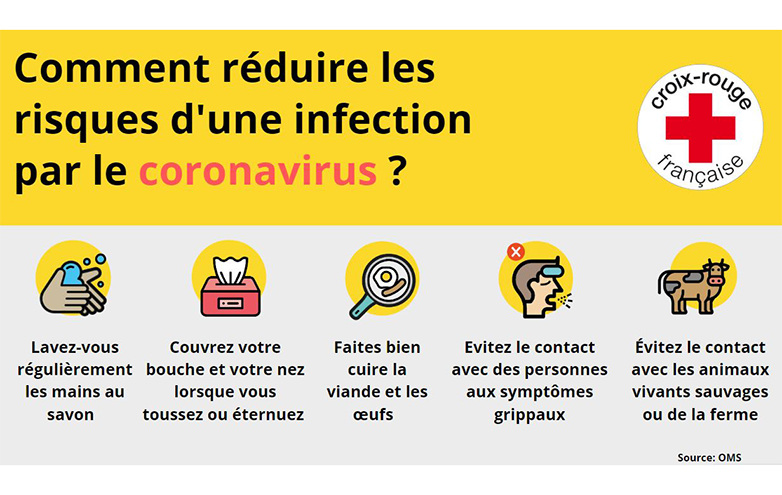 Comment réduire les
risques d'une infection
par le coronavirus ?
croix-rouge
française
Lavez-vous
régulièrement
les mains au
savon
Couvrez votre
bouche et votre nez
lorsque vous
toussez ou éternuez
Faites bien
cuire la
viande et les
œufs
Evitez le contact
avec des personnes
aux symptômes
grippaux
Évitez le contact
avec les animaux
vivants sauvages
ou de la ferme
Source: OMS